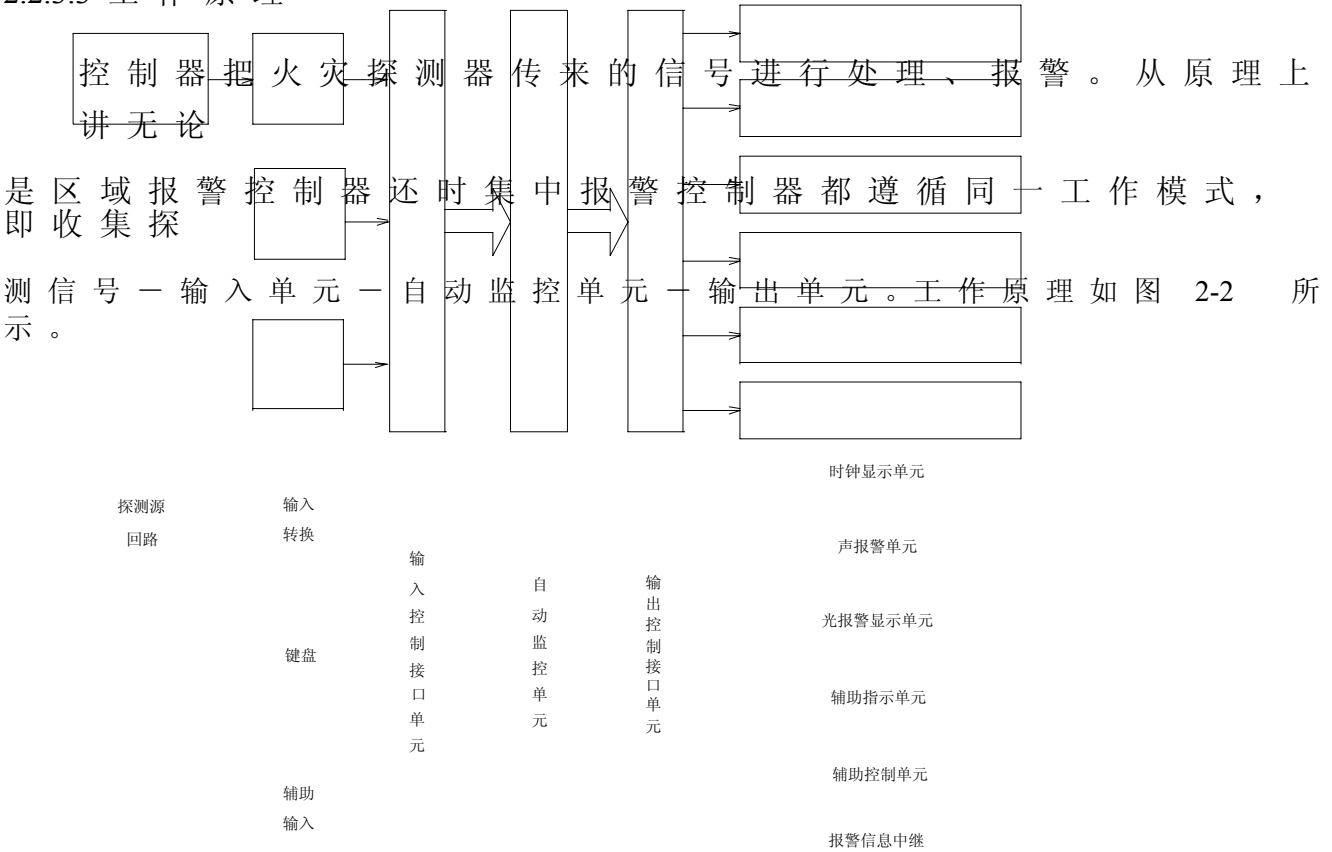 2.2.3.3 工作原理
控制器把火灾探测器传来的信号进行处理、报警。从原理上
讲无论
是区域报警控制器还时集中报警控制器都遵循同一工作模式，
即收集探
测信号－输入单元－自动监控单元－输出单元。工作原理如图 2-2 所
示。
时钟显示单元
探测源
回路
输入
转换
声报警单元
输入控制接口单元
自动监控单元
输出控制接口单元
光报警显示单元
键盘
辅助指示单元
辅助控制单元
辅助
输入
报警信息中继